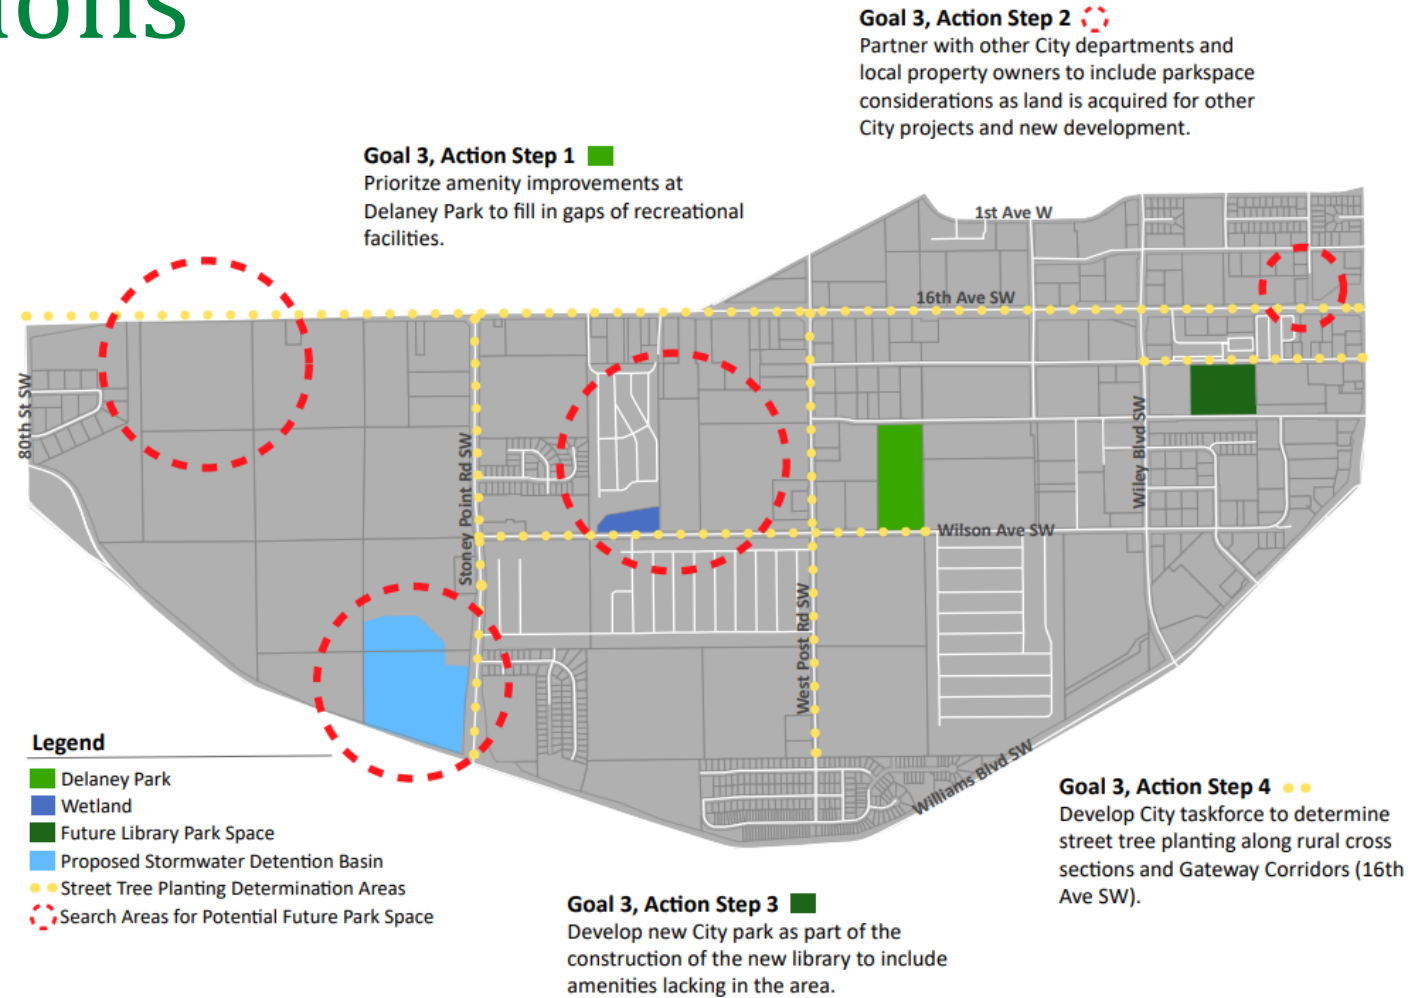 ions
Goal 3, Action Step 2
Partner with other City departments and
local property owners to include parkspace
considerations as land is acquired for other
City projects and new development.
Goal 3, Action Step 1
Prioritze amenity improvements at
Delaney Park to fill in gaps of recreational
facilities.
1st Ave W
16th Ave SW
80th St SW
Stoney Point Rd SW
Wiley Blvd SW
Wilson Ave SW
West Post Rd SW
Williams Blvd SW
Legend
Delaney Park
Wetland
Future Library Park Space
Proposed Stormwater Detention Basin
Street Tree Planting Determination Areas
Search Areas for Potential Future Park Space
Goal 3, Action Step 4
Develop City taskforce to determine
street tree planting along rural cross
sections and Gateway Corridors (16th
Ave SW).
Goal 3, Action Step 3
Develop new City park as part of the
construction of the new library to include
amenities lacking in the area.